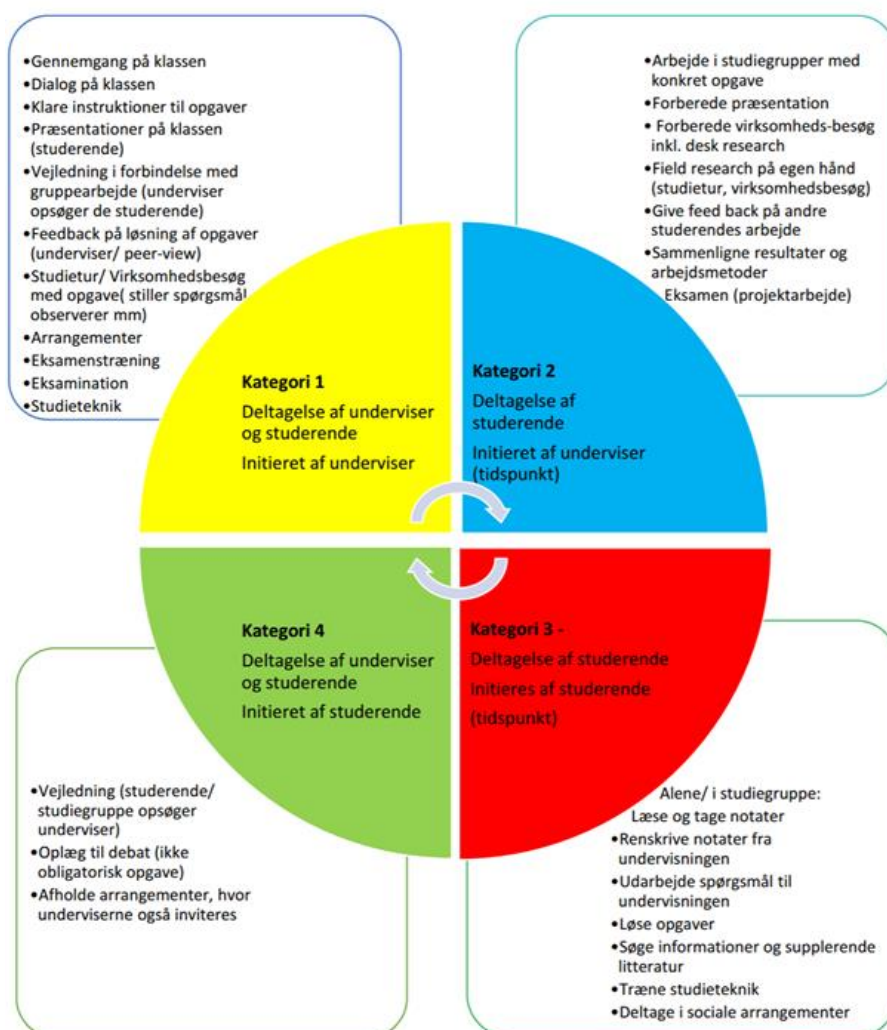 •Gennemgang på klassen
•Dialog på klassen
•Klare instruktioner til opgaver
•Præsentationer på klassen
(studerende)
•Vejledning i forbindelse med
gruppearbejde (underviser
opsøger de studerende)
•Feedback på løsning af opgaver
(underviser/ peer-view)
•Studietur/ Virksomhedsbesøg
med opgave( stiller spørgsmål
observerer mm)
•Arrangementer
•Eksamenstræning
•Eksamination
•Studieteknik
•Arbejde i studiegrupper med
konkret opgave
•Forberede præsentation
• Forberede virksomheds-besøg
inkl. desk research
•Field research på egen hånd
(studietur, virksomhedsbesøg)
•Give feed back på andre
studerendes arbejde
•Sammenligne resultater og
arbejdsmetoder
Eksamen (projektarbejde)
Kategori 1
Deltagelse af underviser
og studerende
Initieret af underviser
Kategori 2
Deltagelse af
studerende
Initieret af underviser
(tidspunkt)
Kategori 4
Deltagelse af underviser
og studerende
Initieret af studerende
Kategori 3 -
Deltagelse af studerende
Initieres af studerende
(tidspunkt)
•Vejledning (studerende/
studiegruppe opsøger
underviser)
•Oplæg til debat (ikke
obligatorisk opgave)
•Afholde arrangementer, hvor
underviserne også inviteres
Alene/ i studiegruppe:
Læse og tage notater
•Renskrive notater fra
undervisningen
•Udarbejde spørgsmål til
undervisningen
•Løse opgaver
•Søge informationer og supplerende
litteratur
•Træne studieteknik
•Deltage i sociale arrangementer